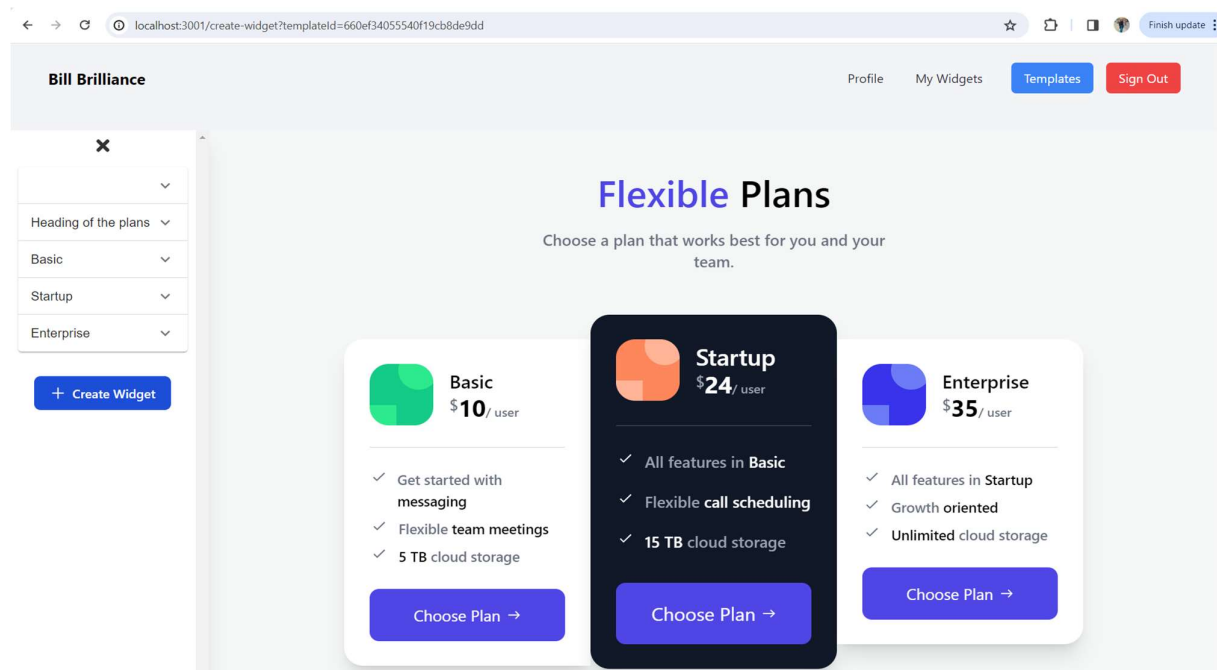 localhost:3001/create-widget?templateId=660ef34055540f19cb8de9dd
Finish update
Bill Brilliance
Profile
My Widgets
Templates
Sign Out
Heading of the plans
Basic
Startup
Enterprise
+ Create Widget
Flexible Plans
Choose a plan that works best for you and your
team.
Basic
$10/ user
Get started with
messaging
Flexible team meetings
5 TB cloud storage
Choose Plan →
Startup
$24/ user
All features in Basic
Flexible call scheduling
15 TB cloud storage
Choose Plan →
Enterprise
$35/ user
All features in Startup
Growth oriented
Unlimited cloud storage
Choose Plan →